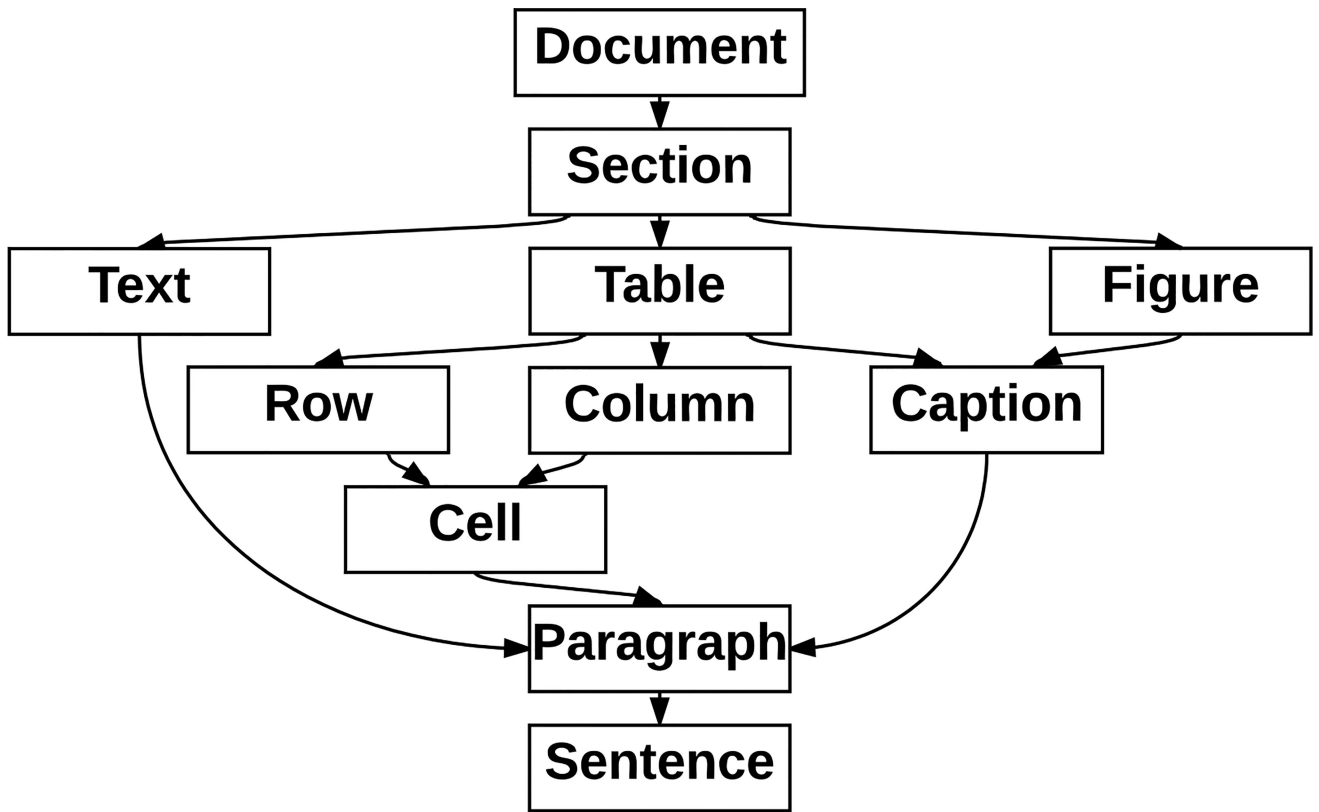 Document
Section
Text
Table
Figure
Row
Column
Caption
Cell
Paragraph
Sentence